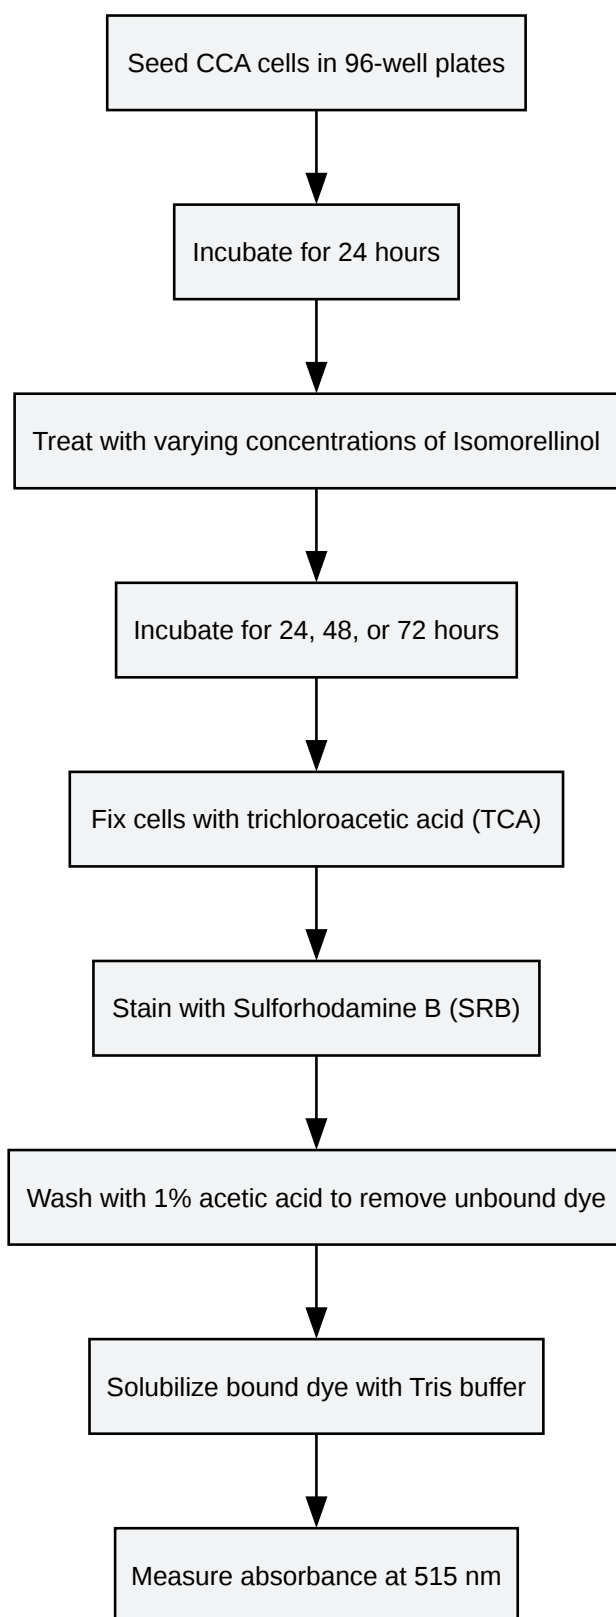 Seed CCA cells in 96-well plates
Incubate for 24 hours
Treat with varying concentrations of Isomorellinol
Incubate for 24, 48, or 72 hours
Fix cells with trichloroacetic acid (TCA)
Stain with Sulforhodamine B (SRB)
Wash with 1% acetic acid to remove unbound dye
Solubilize bound dye with Tris buffer
Measure absorbance at 515 nm